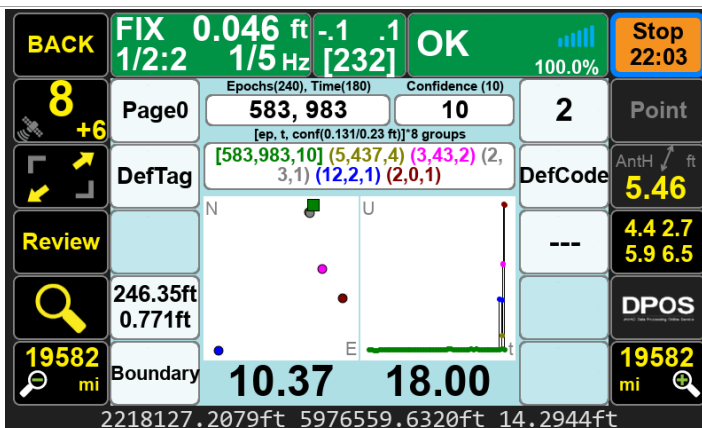 BACK
FIX 0.046 ft
1/2:2 1/5 Hz
-.1 .1
[232]
OK
100.0%
Stop
22:03
8
+6
Page0
Epochs(240), Time(180)
583, 983
Confidence (10)
10
2
Point
[ep, t, conf(0.131/0.23 ft)]*8 groups
[583,983,10] (5,437,4) (3,43,2) (2,
3,1) (12,2,1) (2,0,1)
DefTag
DefCode
AntH ft
5.46
N
U
Review
---
4.4 2.7
5.9 6.5
246.35ft
0.771ft
DPOS
E
t
19582
mi
Boundary
10.37 18.00
19582
mi
2218127.2079ft 5976559.6320ft 14.2944ft